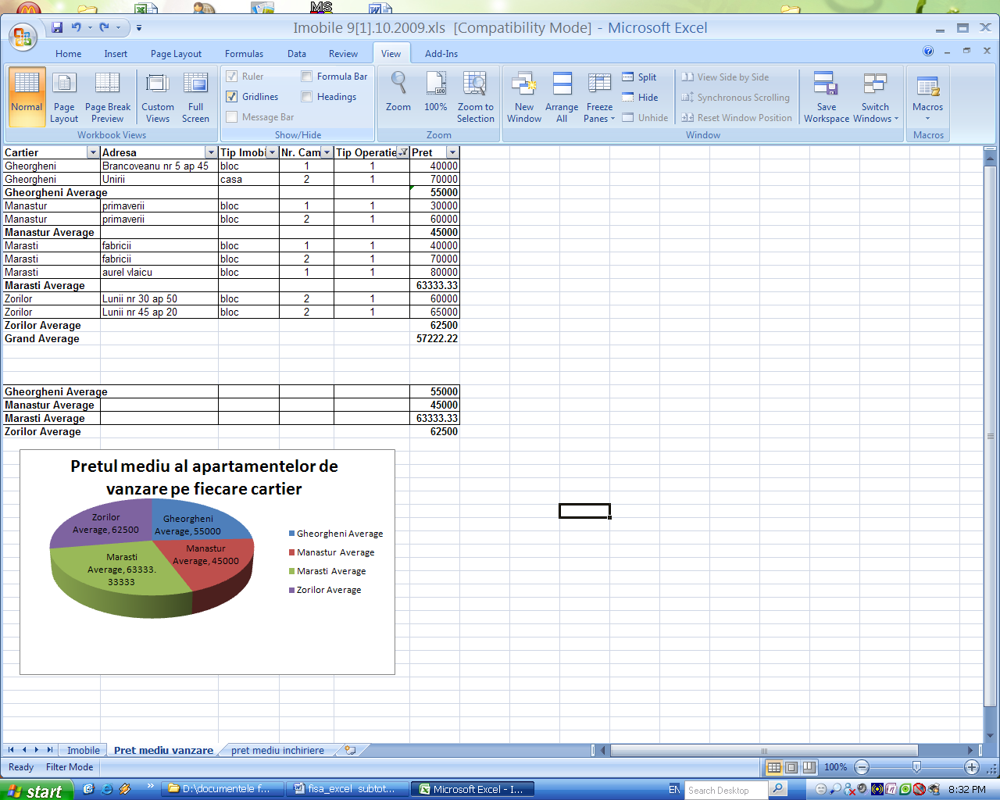 MS
Imobile 9[1].10.2009.xls [Compatibility Mode] - Microsoft Excel
Home Insert Page Layout Formulas Data Review View Add-Ins
Normal Page Layout Page Break Preview Custom Views Full Screen
Workbook Views
Ruler Formula Bar
Gridlines Headings
Message Bar
Show/Hide
Zoom 100% Zoom to Selection
Zoom
New Window Arrange All Freeze Panes
Split
Hide
Unhide
View Side by Side
Synchronous Scrolling
Reset Window Position
Save Workspace Switch Windows
Window
Macros
Macros
Cartier Adresa Tip Imobi Nr. Cam Tip Operatie Pret
Gheorgheni Brancoveanu nr 5 ap 45 bloc 1 1 40000
Gheorgheni Unirii casa 2 1 70000
Gheorgheni Average 55000
Manastur primaverii bloc 1 1 30000
Manastur primaverii bloc 2 1 60000
Manastur Average 45000
Marasti fabricii bloc 1 1 40000
Marasti fabricii bloc 2 1 70000
Marasti aurel vlaicu bloc 1 1 80000
Marasti Average 63333.33
Zorilor Lunii nr 30 ap 50 bloc 2 1 60000
Zorilor Lunii nr 45 ap 20 bloc 2 1 65000
Zorilor Average 62500
Grand Average 57222.22
Gheorgheni Average 55000
Manastur Average 45000
Marasti Average 63333.33
Zorilor Average 62500
Pretul mediu al apartamentelor de
vanzare pe fiecare cartier
Zorilor
Average, 62500
Gheorgheni
Average, 55000
Manastur
Average, 45000
Marasti
Average, 63333.
33333
Gheorgheni Average
Manastur Average
Marasti Average
Zorilor Average
Imobile Pret mediu vanzare pret mediu inchiriere
Ready Filter Mode 100%
start D:\documentele f... fisa_excel subtot... Microsoft Excel - I... EN Search Desktop 8:32 PM